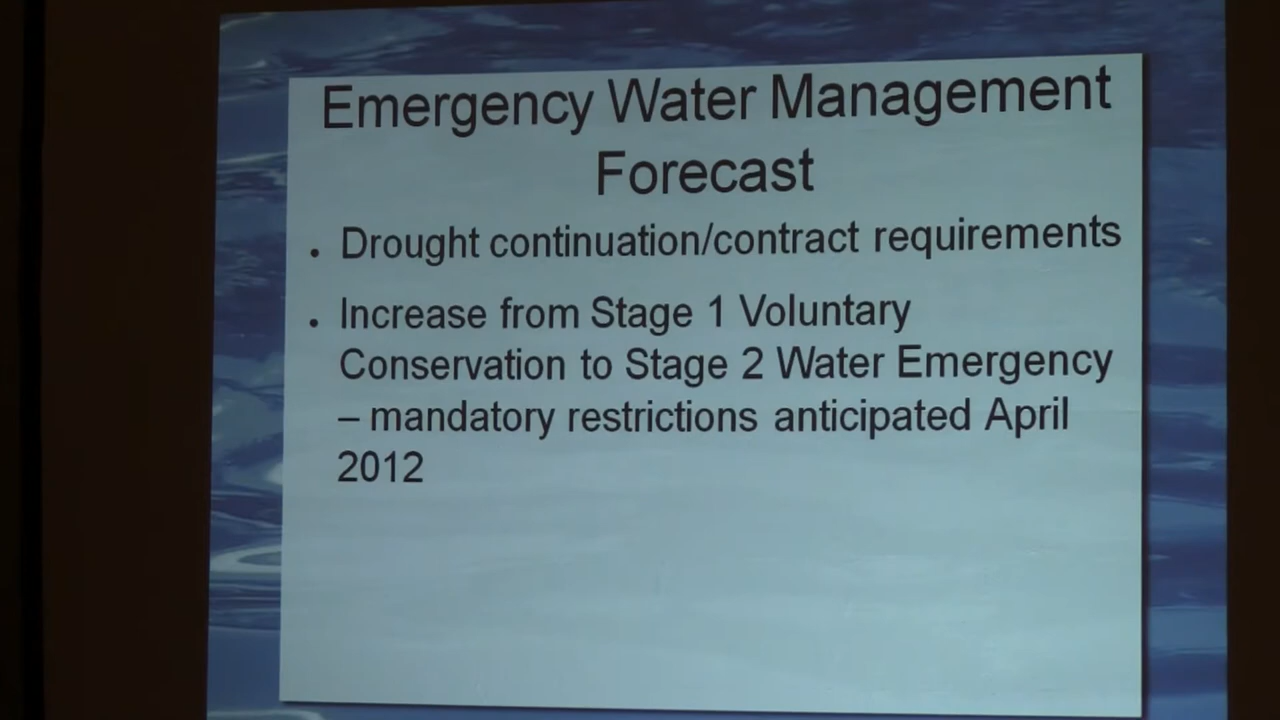 Emergency Water Management
Forecast
. Drought continuation/contract requirements
. Increase from Stage 1 Voluntary
Conservation to Stage 2 Water Emergency
– mandatory restrictions anticipated April
2012